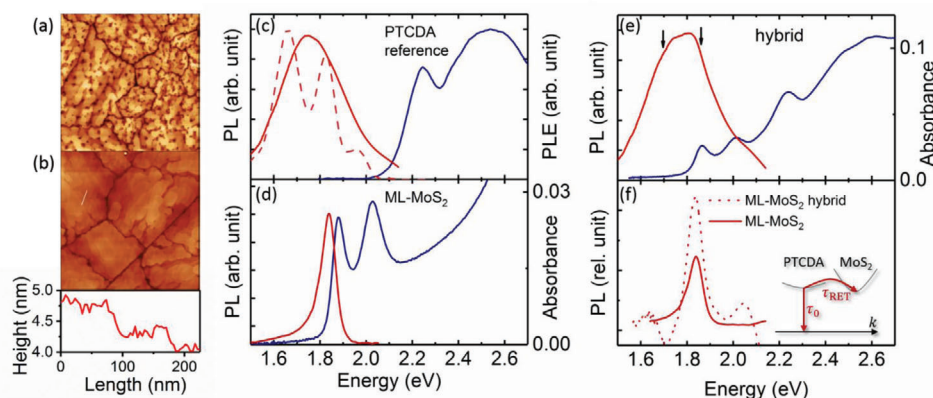 (a)
(b)
5.0
4.5
4.0
Height (nm)
0 100 200
Length (nm)
(c)
PTCDA
reference
PL (arb. unit)
PLE (arb. unit)
(d)
ML-MoS₂
PL (arb. unit)
0.03
Absorbance
0.00
1.6 1.8 2.0 2.2 2.4 2.6
Energy (eV)
(e)
hybrid
PL (arb. unit)
0.1
Absorbance
0.0
(f)
ML-MoS₂ hybrid
ML-MoS₂
PL (rel. unit)
PTCDA
MoS₂
τRET
τ₀
k
1.6 1.8 2.0 2.2 2.4 2.6
Energy (eV)